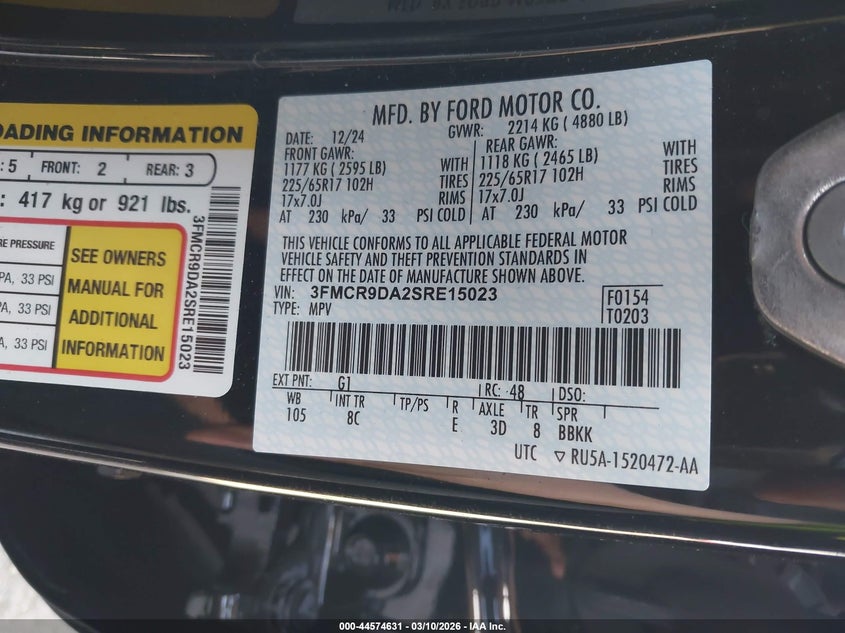 OADING INFORMATION
: 5 FRONT: 2 REAR: 3
: 417 kg or 921 lbs.
RE PRESSURE
PA, 33 PSI
PA, 33 PSI
A, 33 PSI
SEE OWNERS
MANUAL FOR
ADDITIONAL
INFORMATION
3FMCR9DA2SRE15023
MFD. BY FORD MOTOR CO.
DATE: 12/24 GVWR: 2214 KG ( 4880 LB)
FRONT GAWR: REAR GAWR:
1177 KG ( 2595 LB) WITH 1118 KG ( 2465 LB) WITH
225/65R17 102H TIRES 225/65R17 102H TIRES
17x7.0J RIMS 17x7.0J RIMS
AT 230 kPa/ 33 PSI COLD AT 230 kPa/ 33 PSI COLD
THIS VEHICLE CONFORMS TO ALL APPLICABLE FEDERAL MOTOR
VEHICLE SAFETY AND THEFT PREVENTION STANDARDS IN
EFFECT ON THE DATE OF MANUFACTURE SHOWN ABOVE.
VIN: 3FMCR9DA2SRE15023
TYPE: MPV
F0154
T0203
EXT PNT: G1 RC: 48 DSO:
WB INT TR TP/PS R AXLE TR SPR
105 8C E 3D 8 BBKK
UTC ▽ RU5A-1520472-AA
000-44574631 - 03/10/2026 - IAA Inc.